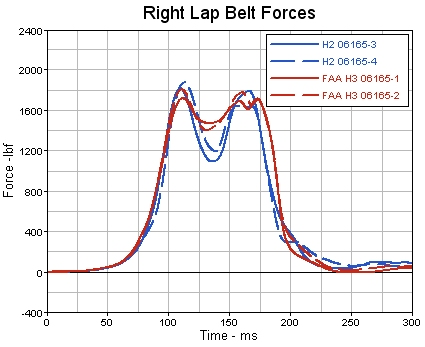 Right Lap Belt Forces
2400
2000
1600
1200
800
400
0
-400
Force -lbf
H2 06165-3
H2 06165-4
FAA H3 06165-1
FAA H3 06165-2
0 50 100 150 200 250 300
Time - ms